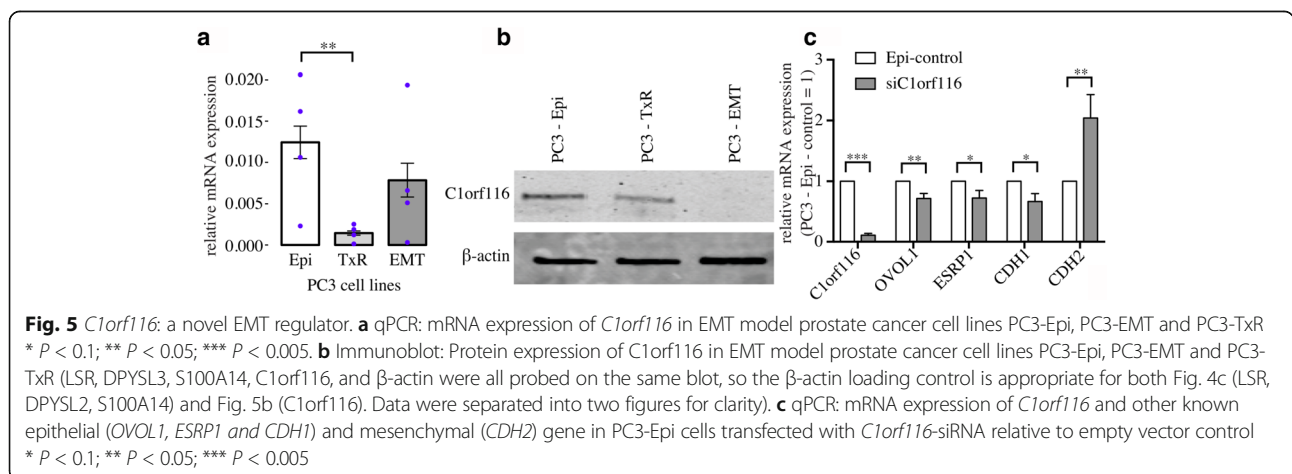 a
**
relative mRNA expression
0.020-
0.015-
0.010-
0.005-
0.000-
Epi TxR EMT
PC3 cell lines
b
PC3 - Epi
PC3 - TxR
PC3 - EMT
C1orf116
β-actin
c
Epi-control
siC1orf116
relative mRNA expression
(PC3 - Epi - control = 1)
3
2
1
0
*** ** * * **
C1orf116
OVOL1
ESRP1
CDH1
CDH2
Fig. 5 C1orf116: a novel EMT regulator. a qPCR: mRNA expression of C1orf116 in EMT model prostate cancer cell lines PC3-Epi, PC3-EMT and PC3-TxR
* P < 0.1; ** P < 0.05; *** P < 0.005. b Immunoblot: Protein expression of C1orf116 in EMT model prostate cancer cell lines PC3-Epi, PC3-EMT and PC3-
TxR (LSR, DPYSL3, S100A14, C1orf116, and β-actin were all probed on the same blot, so the β-actin loading control is appropriate for both Fig. 4c (LSR,
DPYSL2, S100A14) and Fig. 5b (C1orf116). Data were separated into two figures for clarity). c qPCR: mRNA expression of C1orf116 and other known
epithelial (OVOL1, ESRP1 and CDH1) and mesenchymal (CDH2) gene in PC3-Epi cells transfected with C1orf116-siRNA relative to empty vector control
* P < 0.1; ** P < 0.05; *** P < 0.005